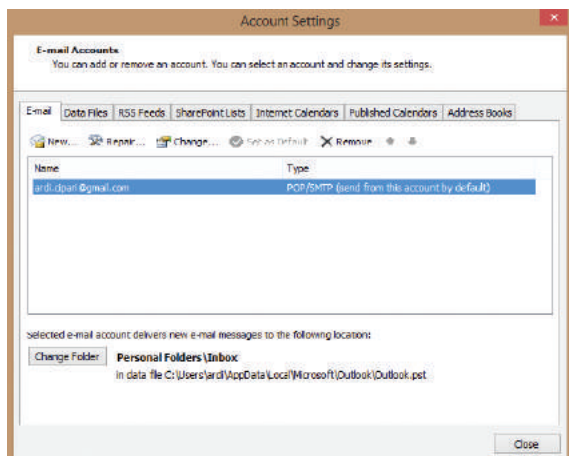 Account Settings
E-mail Accounts
You can add or remove an account. You can select an account and change its settings.
E-mail Data Files RSS Feeds SharePoint Lists Internet Calendars Published Calendars Address Books
New... Repair... Change... Set as Default Remove
Name Type
ardi.cipari@gmail.com POP/SMTP (send from this account by default)
Selected e-mail account delivers new e-mail messages to the following location:
Change Folder Personal Folders\Inbox
in data file C:\Users\ardi\AppData\Local\Microsoft\Outlook\Outlook.pst
Close